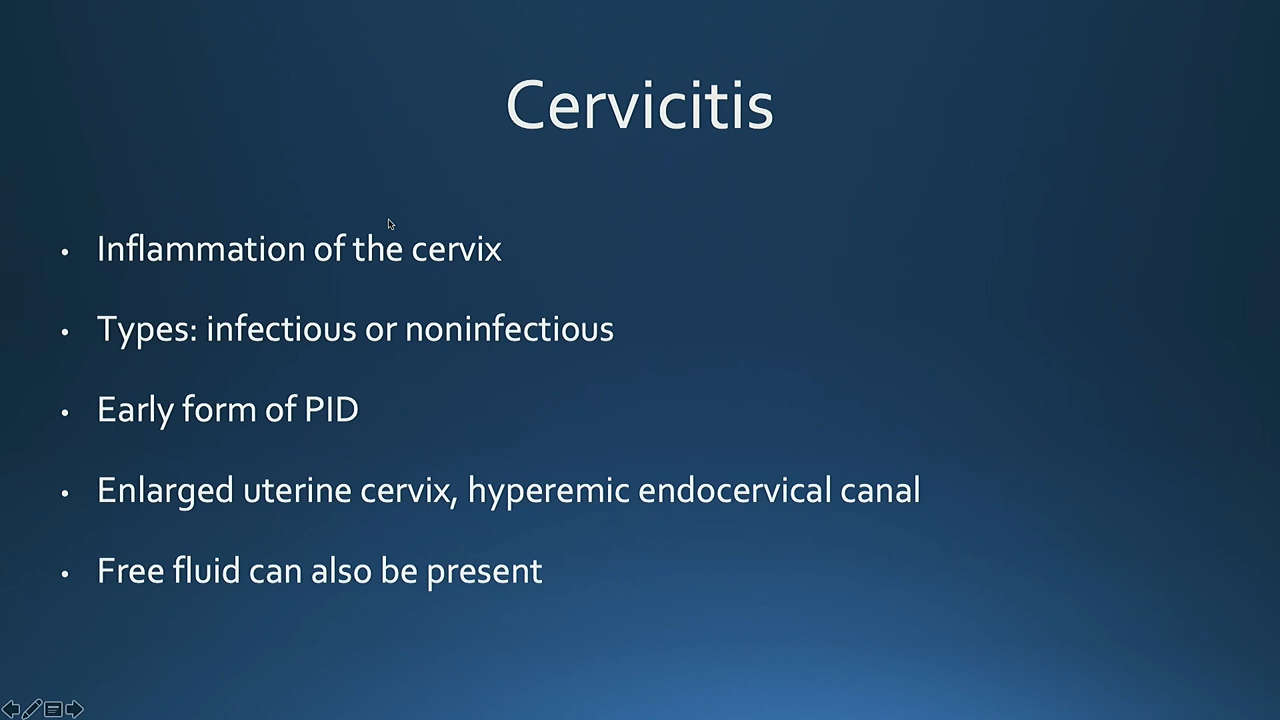 Cervicitis
• Inflammation of the cervix
• Types: infectious or noninfectious
• Early form of PID
• Enlarged uterine cervix, hyperemic endocervical canal
• Free fluid can also be present